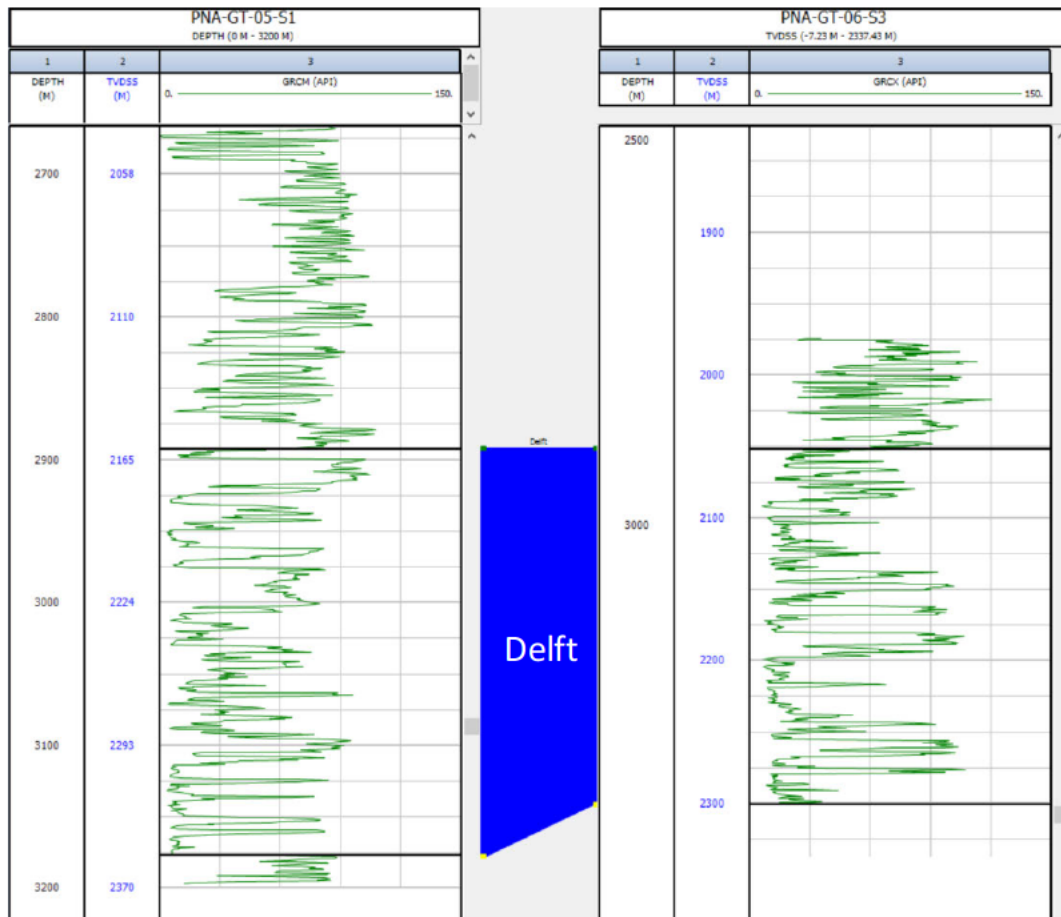 PNA-GT-05-S1
DEPTH (0 M - 3200 M)
1 2 3
DEPTH (M) TVDSS (M) GRCM (API)
0. 150.
2700 2058
2800 2110
2900 2165
3000 2224
3100 2293
3200 2370
Delft
Delft
PNA-GT-06-S3
TVDSS (-7.23 M - 2337.43 M)
1 2 3
DEPTH (M) TVDSS (M) GRCX (API)
0. 150.
2500
1900
2000
3000
2100
2200
2300